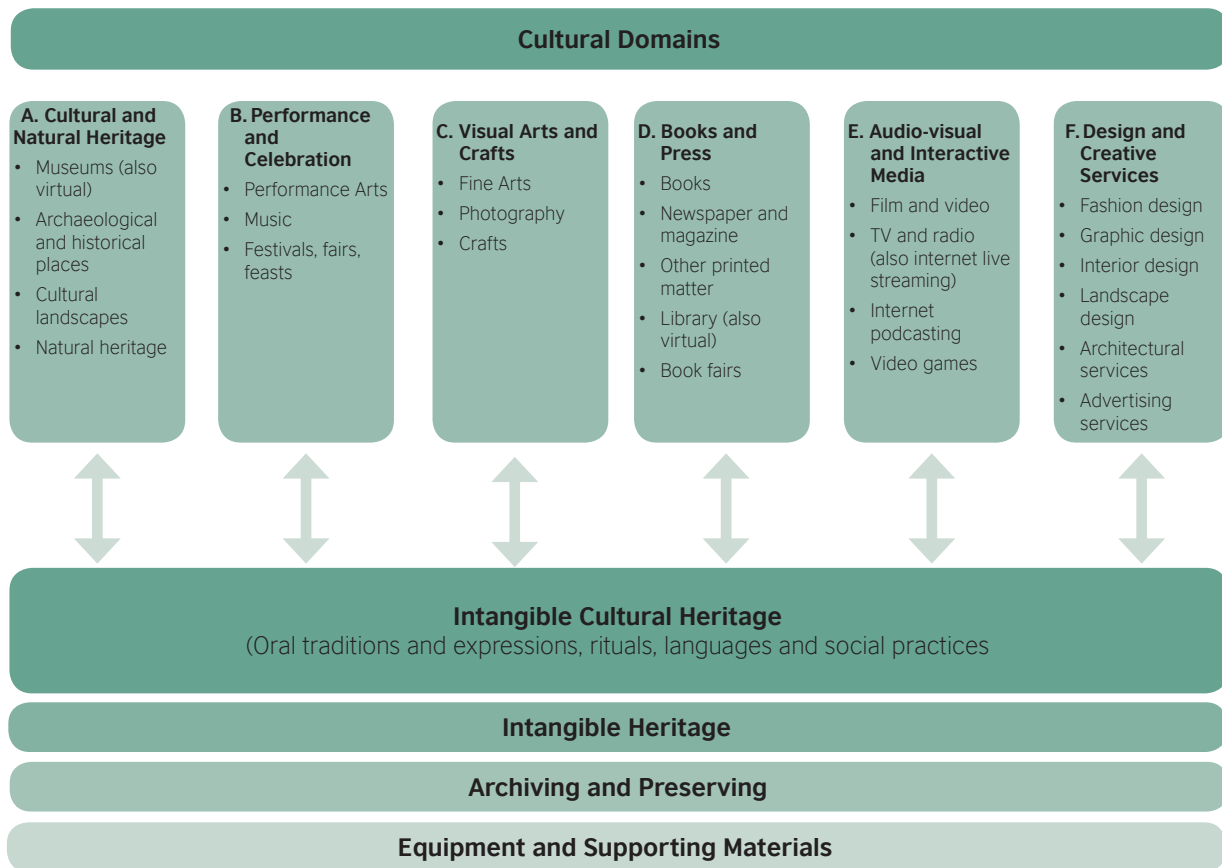 Cultural Domains
A. Cultural and
Natural Heritage
• Museums (also
virtual)
• Archaeological
and historical
places
• Cultural
landscapes
• Natural heritage
B. Performance
and
Celebration
• Performance Arts
• Music
• Festivals, fairs,
feasts
C. Visual Arts and
Crafts
• Fine Arts
• Photography
• Crafts
D. Books and
Press
• Books
• Newspaper and
magazine
• Other printed
matter
• Library (also
virtual)
• Book fairs
E. Audio-visual
and Interactive
Media
• Film and video
• TV and radio
(also internet live
streaming)
• Internet
podcasting
• Video games
F. Design and
Creative
Services
• Fashion design
• Graphic design
• Interior design
• Landscape
design
• Architectural
services
• Advertising
services
Intangible Cultural Heritage
(Oral traditions and expressions, rituals, languages and social practices
Intangible Heritage
Archiving and Preserving
Equipment and Supporting Materials